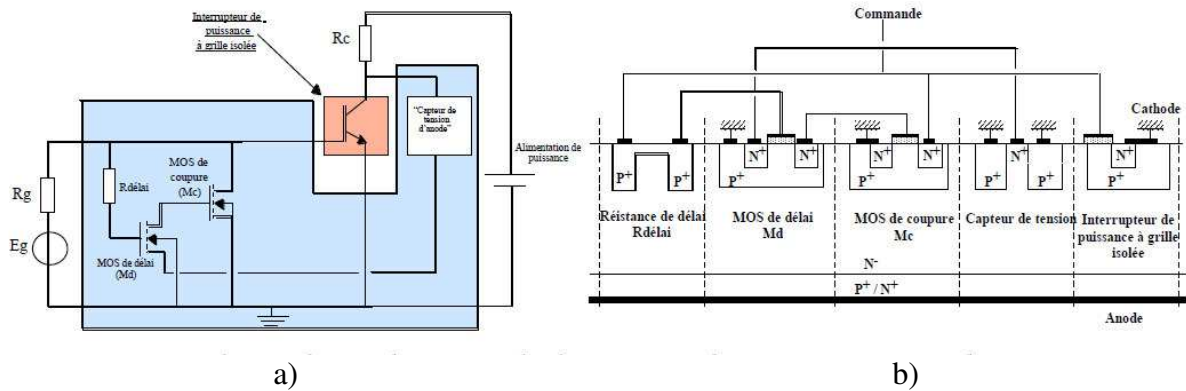 Interrupteur de
puissance
à grille isolée
Rc
"Capteur de
tension
d'anode"
Alimentation de
puissance
MOS de
coupure
(Mc)
Rdélai
Rg
Eg
MOS de délai
(Md)
a)
Commande
Cathode
N+
N+
N+
N+
N+
N+
P+
P+
P+
P+
P+
P+
P+
Réistance de délai
Rdélai
MOS de délai
Md
MOS de coupure
Mc
Capteur de tension
Interrupteur de
puissance à grille
isolée
N-
P+ / N+
Anode
b)